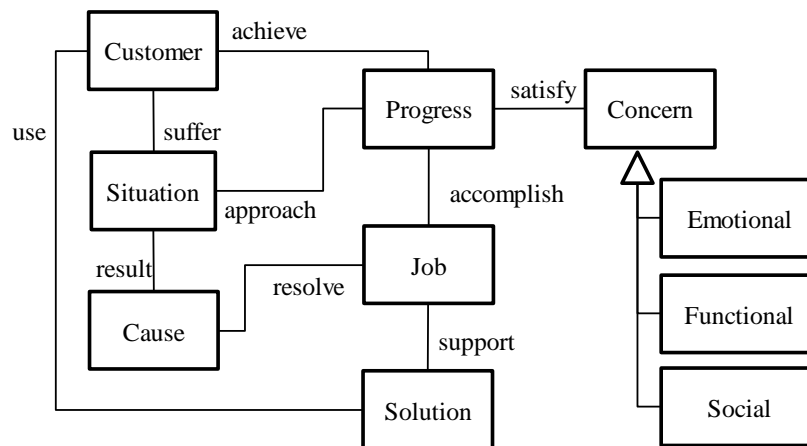 Customer
achieve
Progress
satisfy
Concern
use
suffer
Situation
approach
accomplish
Emotional
result
Job
resolve
Functional
Cause
support
Solution
Social